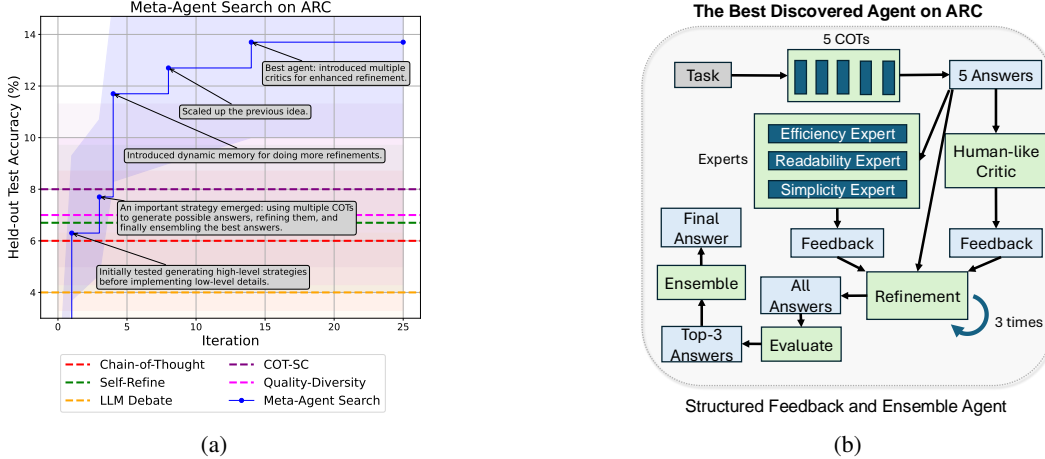 Meta-Agent Search on ARC
Held-out Test Accuracy (%)
14
12
10
8
6
4
Best agent: introduced multiple
critics for enhanced refinement.
Scaled up the previous idea.
Introduced dynamic memory for doing more refinements.
An important strategy emerged: using multiple COTs
to generate possible answers, refining them, and
finally ensembling the best answers.
Initially tested generating high-level strategies
before implementing low-level details.
0 5 10 15 20 25
Iteration
Chain-of-Thought
Self-Refine
LLM Debate
COT-SC
Quality-Diversity
Meta-Agent Search
(a)
The Best Discovered Agent on ARC
5 COTs
Task
5 Answers
Experts
Efficiency Expert
Readability Expert
Simplicity Expert
Human-like
Critic
Final
Answer
Feedback
Feedback
Ensemble
All
Answers
Refinement
3 times
Top-3
Answers
Evaluate
Structured Feedback and Ensemble Agent
(b)